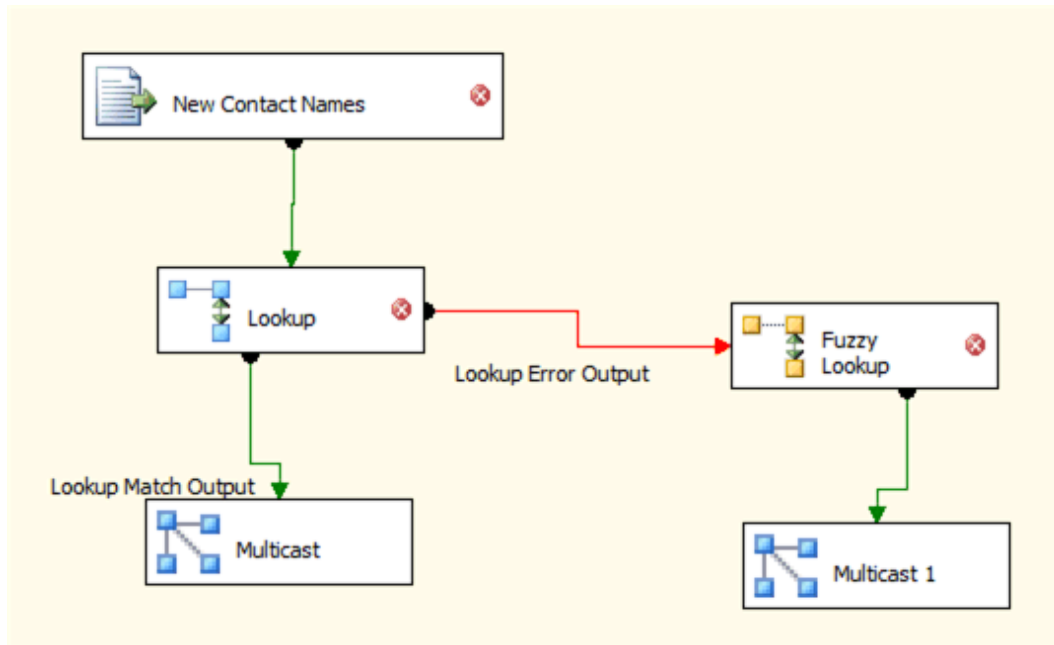 New Contact Names
Lookup
Lookup Error Output
Fuzzy
Lookup
Lookup Match Output
Multicast
Multicast 1